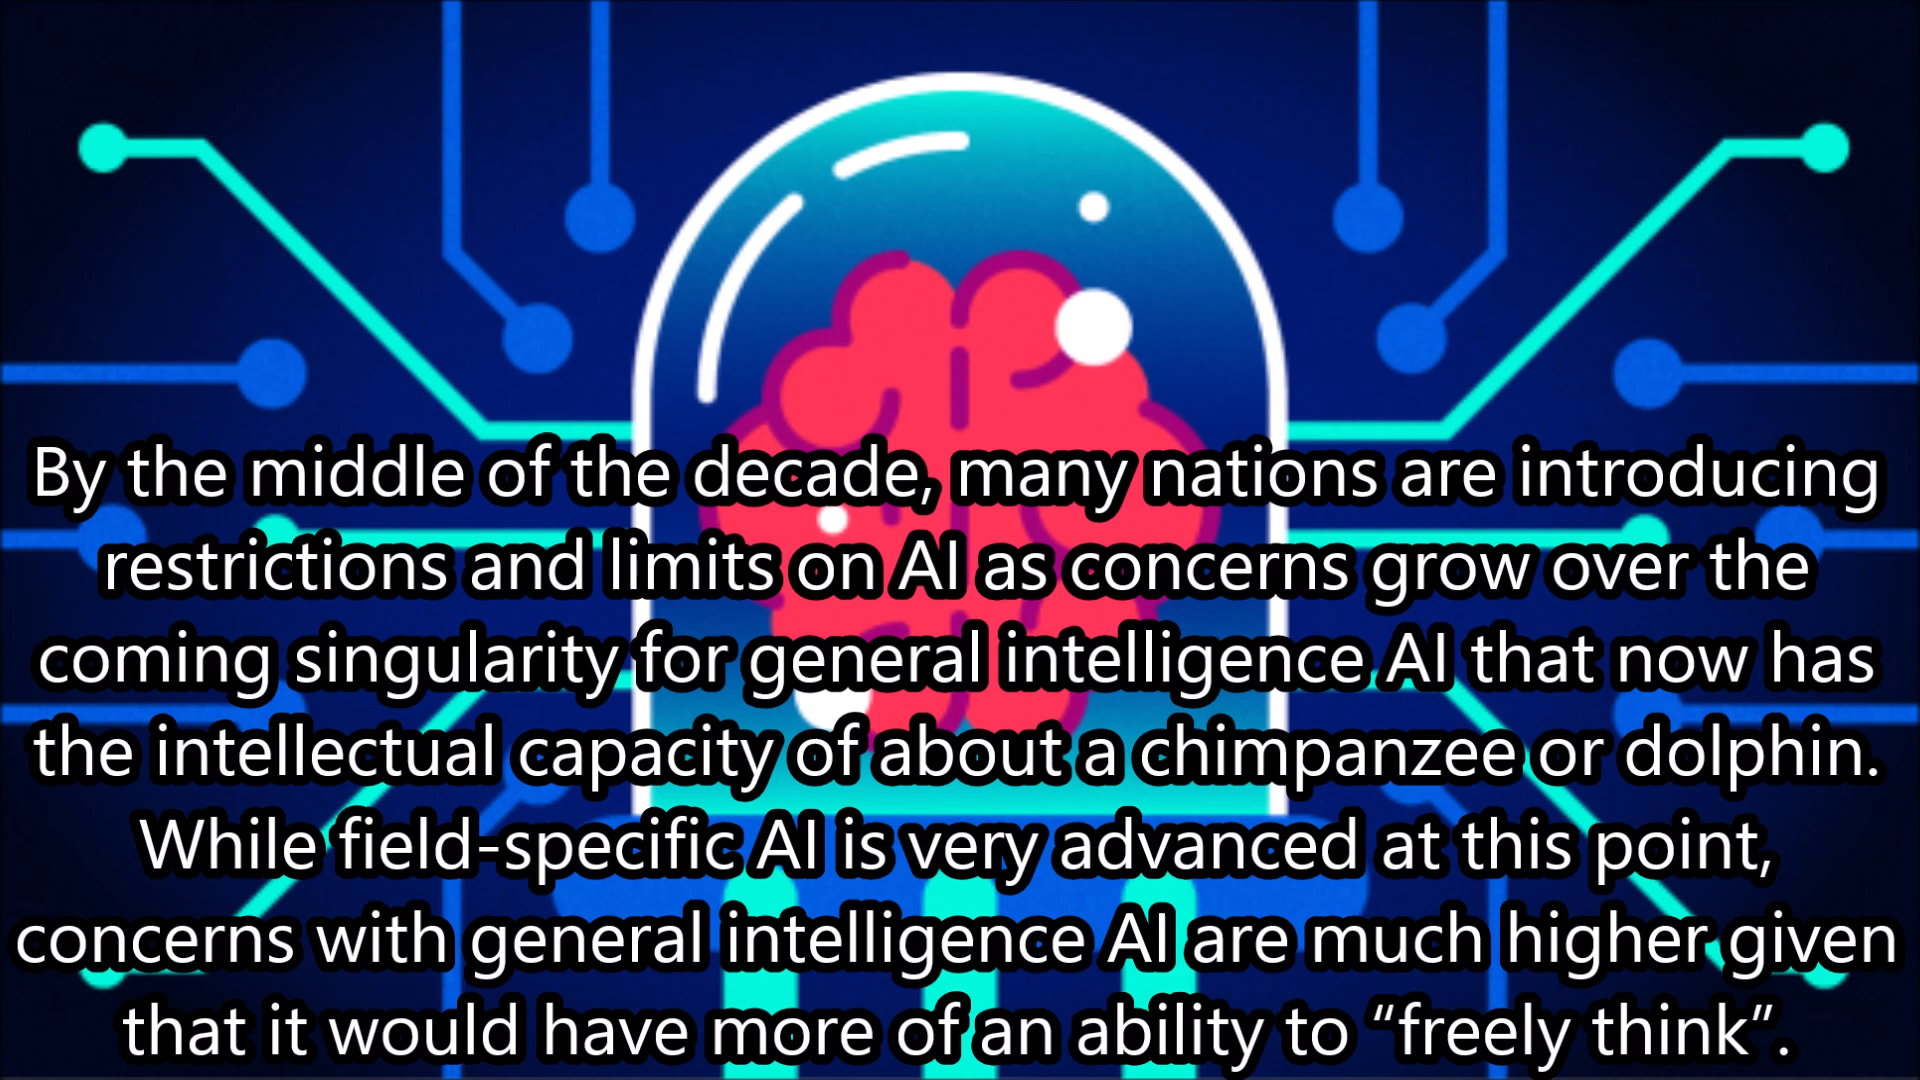 By the middle of the decade, many nations are introducing
restrictions and limits on AI as concerns grow over the
coming singularity for general intelligence AI that now has
the intellectual capacity of about a chimpanzee or dolphin.
While field-specific AI is very advanced at this point,
concerns with general intelligence AI are much higher given
that it would have more of an ability to “freely think”.